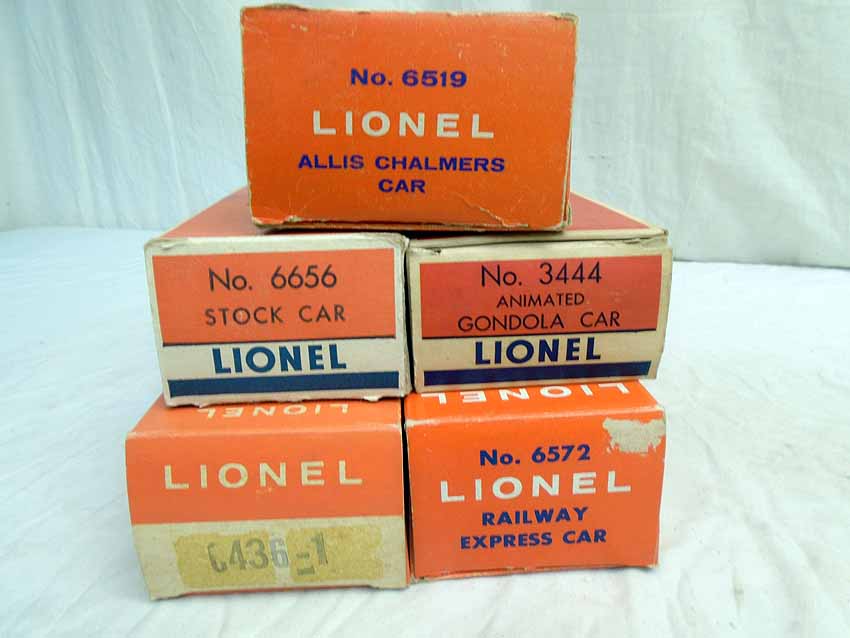 No. 6519
LIONEL
ALLIS CHALMERS
CAR
No. 6656
STOCK CAR
LIONEL
No. 3444
ANIMATED
GONDOLA CAR
LIONEL
LIONEL
LIONEL
6436-1
LIONEL
No. 6572
LIONEL
RAILWAY
EXPRESS CAR